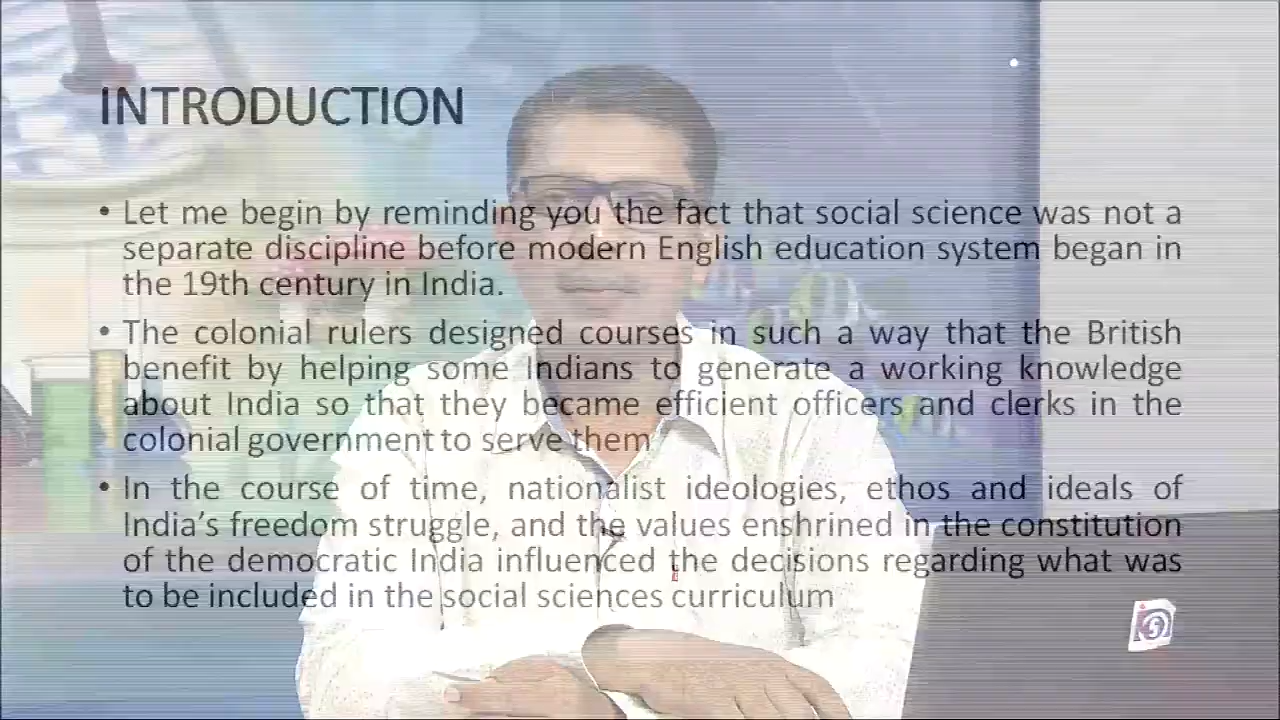 INTRODUCTION
• Let me begin by reminding you the fact that social science was not a
separate discipline before modern English education system began in
the 19th century in India.
• The colonial rulers designed courses in such a way that the British
benefit by helping some Indians to generate a working knowledge
about India so that they became efficient officers and clerks in the
colonial government to serve them
• In the course of time, nationalist ideologies, ethos and ideals of
India's freedom struggle, and the values enshrined in the constitution
of the democratic India influenced the decisions regarding what was
to be included in the social sciences curriculum